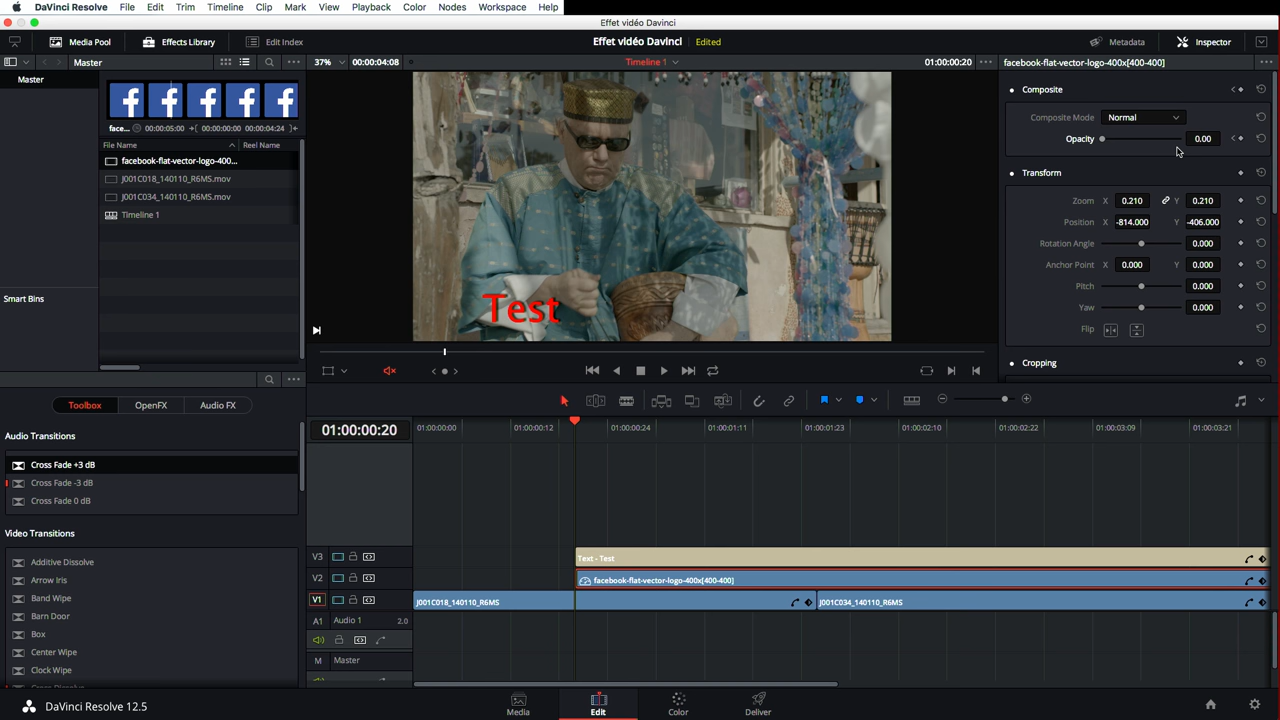 DaVinci Resolve File Edit Trim Timeline Clip Mark View Playback Color Nodes Workspace Help
Effet vidéo Davinci
Media Pool Effects Library Edit Index Effet vidéo Davinci Edited Metadata Inspector
Master 37% 00:00:04:08 Timeline 1 01:00:00:20 facebook-flat-vector-logo-400x[400-400]
Master
Composite
Composite Mode Normal
Opacity 0.00
face... 00:00:05:00 00:00:00:00 00:00:04:24
File Name Reel Name
facebook-flat-vector-logo-400...
J001C018_140110_R6MS.mov
J001C034_140110_R6MS.mov
Timeline 1
Smart Bins
Test
Transform
Zoom X 0.210 Y 0.210
Position X -814.000 Y -406.000
Rotation Angle 0.000
Anchor Point X 0.000 Y 0.000
Pitch 0.000
Yaw 0.000
Flip
Cropping
Toolbox OpenFX Audio FX
Audio Transitions
Cross Fade +3 dB
Cross Fade -3 dB
Cross Fade 0 dB
Video Transitions
Additive Dissolve
Arrow Iris
Band Wipe
Barn Door
Box
Center Wipe
Clock Wipe
01:00:00:20 01:00:00:00 01:00:00:12 01:00:00:24 01:00:01:11 01:00:01:23 01:00:02:10 01:00:02:22 01:00:03:09 01:00:03:21
V3 Text - Test
V2 facebook-flat-vector-logo-400x[400-400]
V1 J001C018_140110_R6MS J001C034_140110_R6MS
A1 Audio 1 2.0
M Master
DaVinci Resolve 12.5 Media Edit Color Deliver